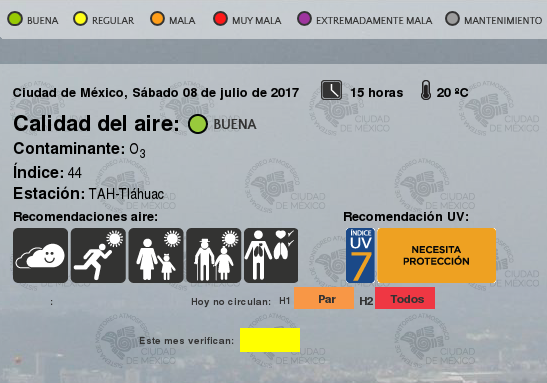 BUENA REGULAR MALA MUY MALA EXTREMADAMENTE MALA MANTENIMIENTO
Ciudad de México, Sábado 08 de julio de 2017 15 horas 20 ºC
Calidad del aire: BUENA
Contaminante: O3
Índice: 44
Estación: TAH-Tláhuac
Recomendaciones aire: Recomendación UV:
ÍNDICE
UV
7
NECESITA
PROTECCIÓN
: Hoy no circulan: H1 Par H2 Todos
Este mes verifican:
CIUDAD
DE MÉXICO